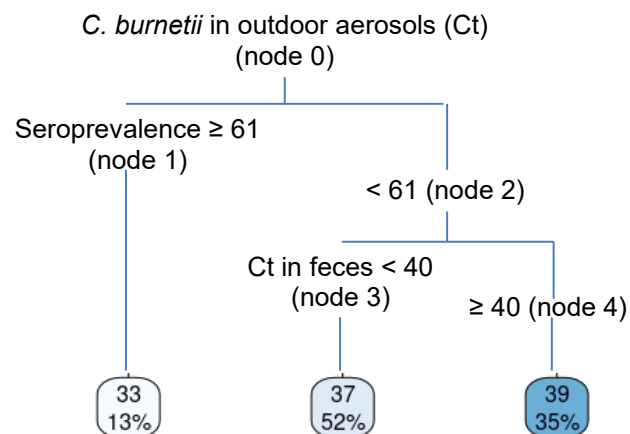 C. burnetii in outdoor aerosols (Ct)
(node 0)
Seroprevalence ≥ 61
(node 1)
< 61 (node 2)
Ct in feces < 40
(node 3)
≥ 40 (node 4)
33
13%
37
52%
39
35%